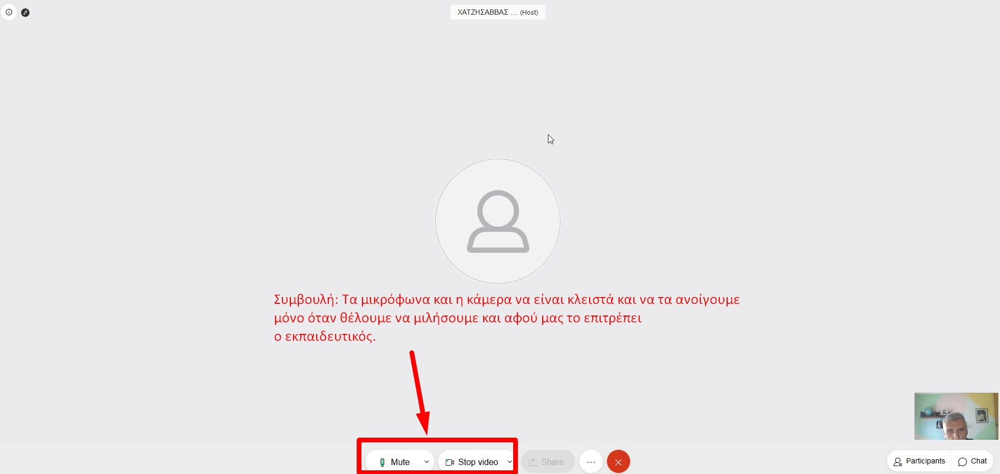 ΧΑΤΖΗΣΑΒΒΑΣ ... (Host)
Συμβουλή: Τα μικρόφωνα και η κάμερα να είναι κλειστά και να τα ανοίγουμε
μόνο όταν θέλουμε να μιλήσουμε και αφού μας το επιτρέπει
ο εκπαιδευτικός.
Mute
Stop video
Share
Participants
Chat